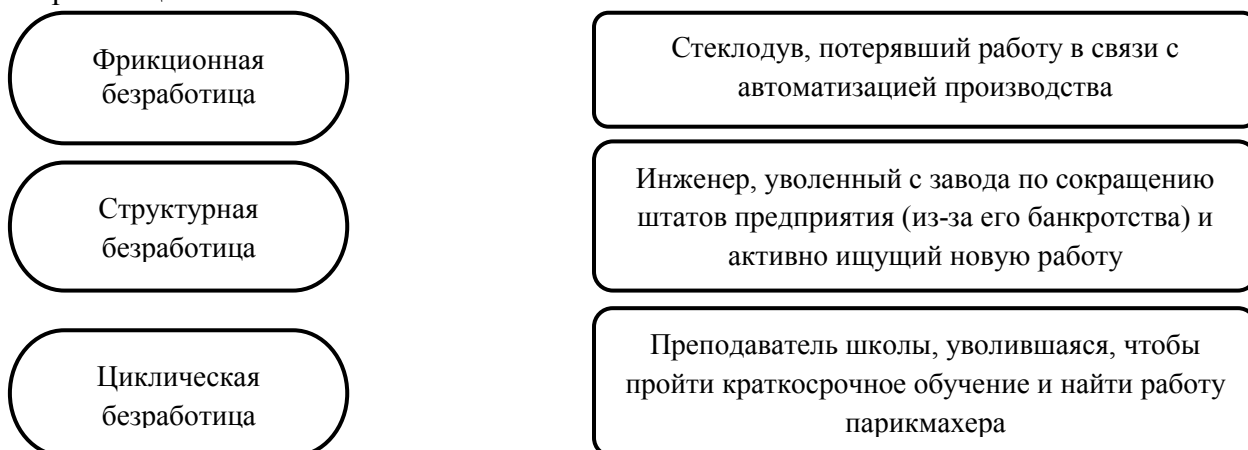 Фрикционная
безработица
Стеклодув, потерявший работу в связи с
автоматизацией производства
Структурная
безработица
Инженер, уволенный с завода по сокращению
штатов предприятия (из-за его банкротства) и
активно ищущий новую работу
Циклическая
безработица
Преподаватель школы, уволившаяся, чтобы
пройти краткосрочное обучение и найти работу
парикмахера